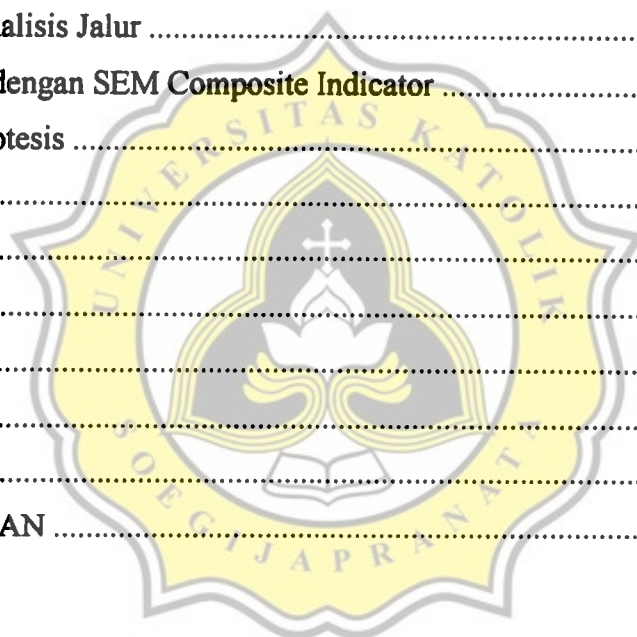 alisis Jalur ........................................................
dengan SEM Composite Indicator ........................
otesis ........................................................
........................................................
........................................................
........................................................
........................................................
........................................................
........................................................
AN ........................................................
UNIVERSITAS KATOLIK
SOEGIJAPRANATA